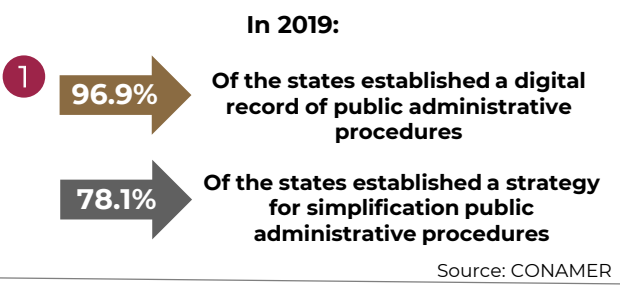 In 2019:
1
96.9%
Of the states established a digital
record of public administrative
procedures
78.1%
Of the states established a strategy
for simplification public
administrative procedures
Source: CONAMER